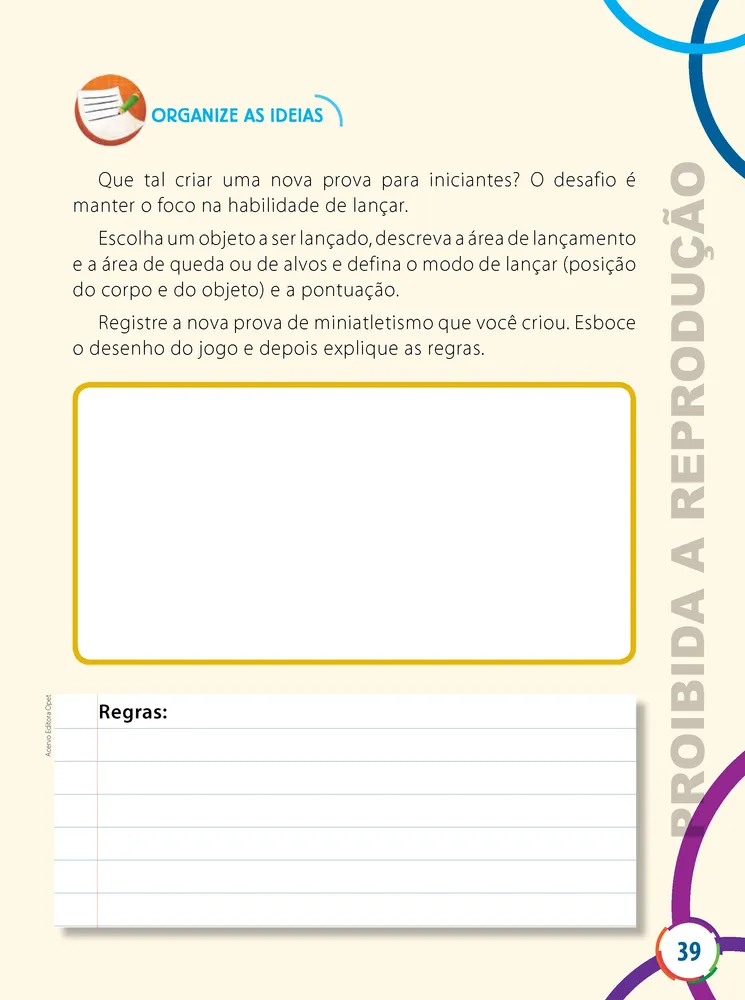 ORGANIZE AS IDEIAS
Que tal criar uma nova prova para iniciantes? O desafio é
manter o foco na habilidade de lançar.
Escolha um objeto a ser lançado, descreva a área de lançamento
e a área de queda ou de alvos e defina o modo de lançar (posição
do corpo e do objeto) e a pontuação.
Registre a nova prova de miniatletismo que você criou. Esboce
o desenho do jogo e depois explique as regras.
Acervo Editora Opet
Regras:
PROIBIDA A REPRODUÇÃO
39